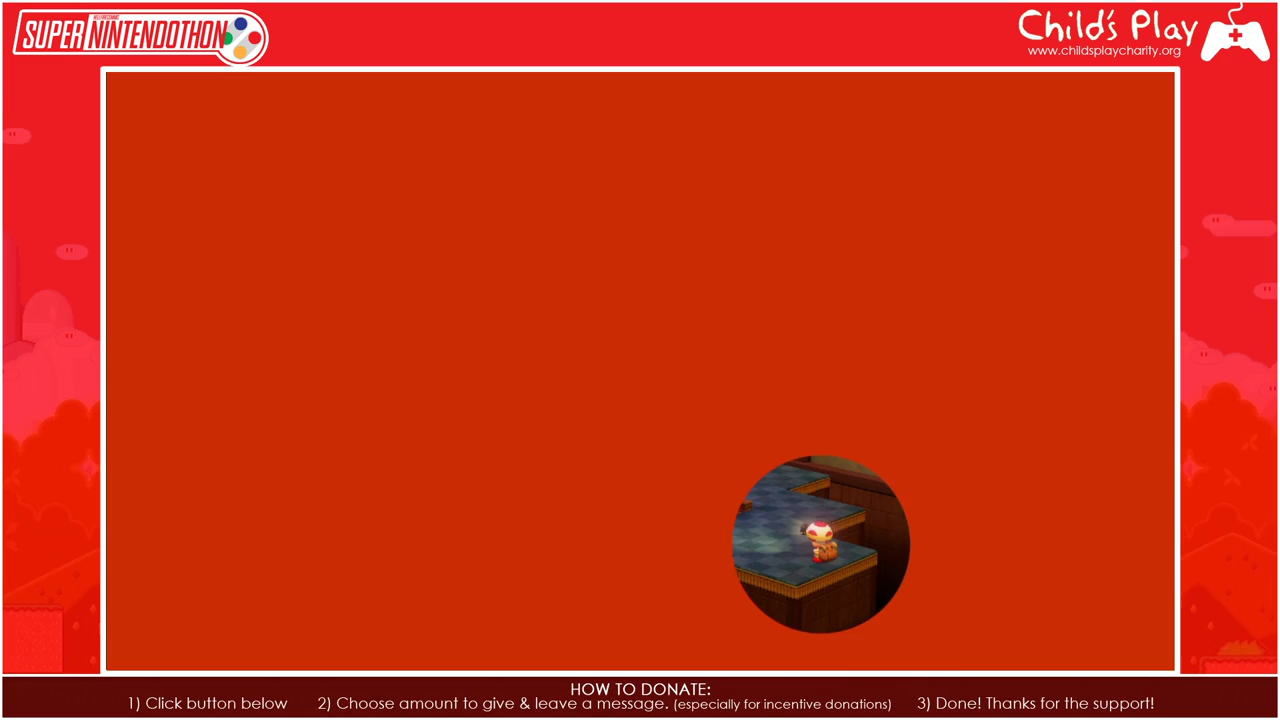 SUPER NINTENDOTHON
Child's Play
www.childsplaycharity.org
HOW TO DONATE:
1) Click button below 2) Choose amount to give & leave a message. (especially for incentive donations) 3) Done! Thanks for the support!